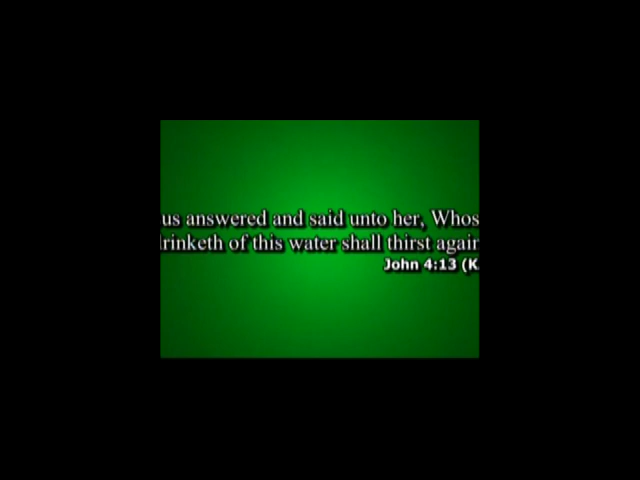 us answered and said unto her, Whos
rinketh of this water shall thirst again
John 4:13 (K